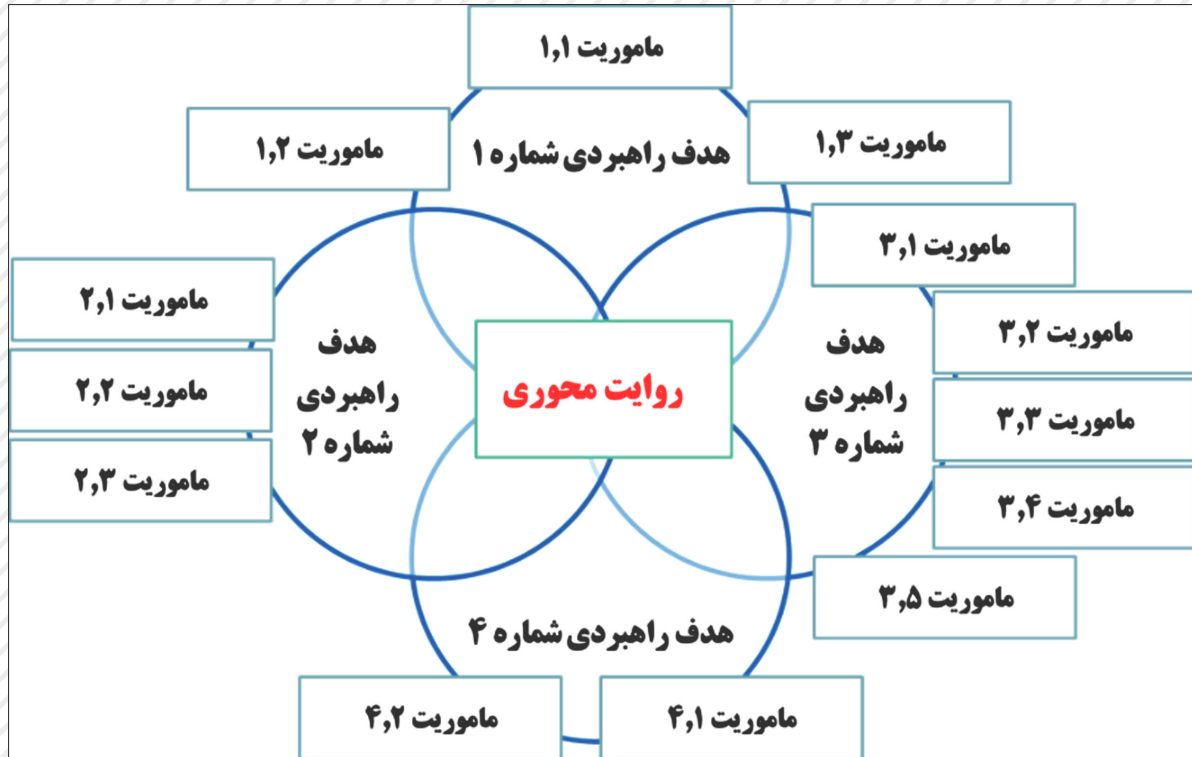 ماموریت ۱,۱
ماموریت ۱,۲
ماموریت ۱,۳
هدف راهبردی شماره ۱
ماموریت ۳,۱
ماموریت ۳,۲
ماموریت ۳,۳
ماموریت ۳,۴
ماموریت ۳,۵
هدف
راهبردی
شماره ۳
روایت محوری
هدف
راهبردی
شماره ۲
ماموریت ۲,۱
ماموریت ۲,۲
ماموریت ۲,۳
هدف راهبردی شماره ۴
ماموریت ۴,۱
ماموریت ۴,۲